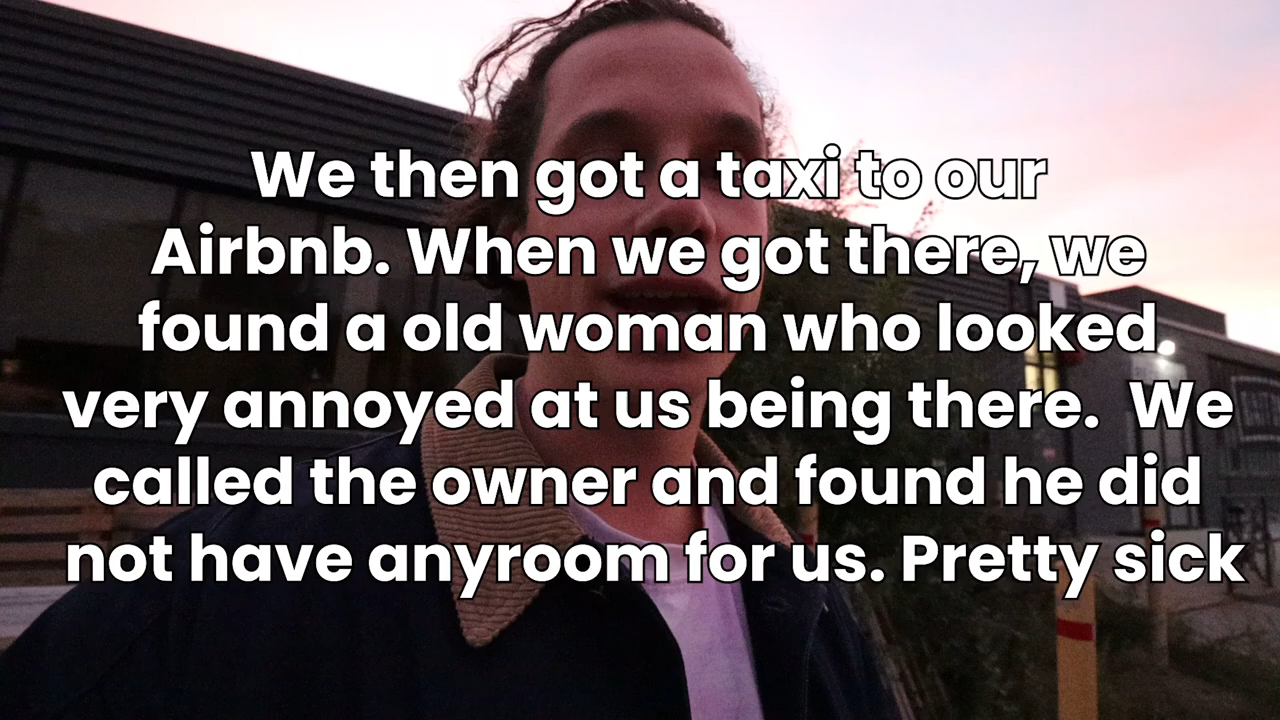 We then got a taxi to our
Airbnb. When we got there, we
found a old woman who looked
very annoyed at us being there.  We
called the owner and found he did
not have anyroom for us. Pretty sick